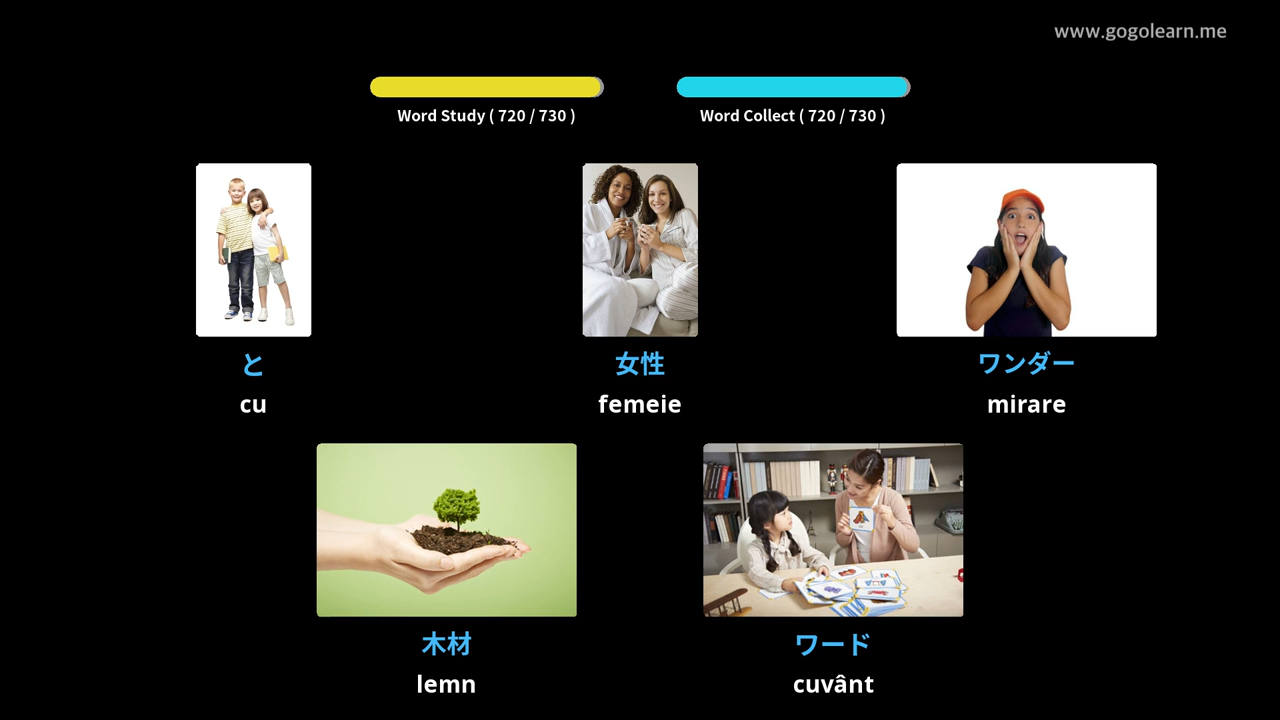 www.gogolearn.me
Word Study ( 720 / 730 )
Word Collect ( 720 / 730 )
と
cu
女性
femeie
ワンダー
mirare
木材
lemn
ワード
cuvânt